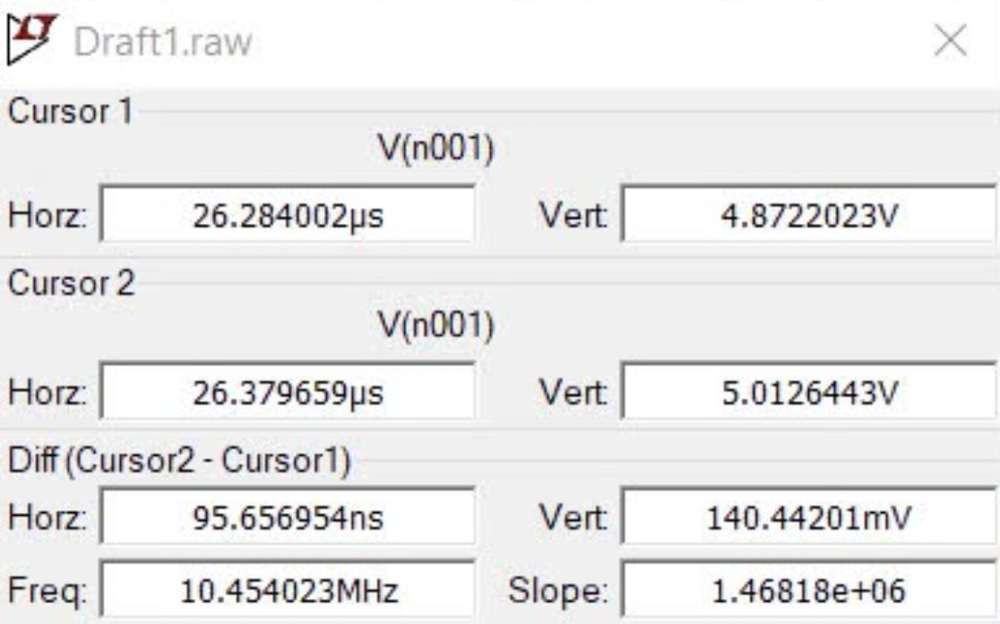 Draft1.raw
Cursor 1
V(n001)
Horz: 26.284002µs Vert: 4.8722023V
Cursor 2
V(n001)
Horz: 26.379659µs Vert: 5.0126443V
Diff (Cursor2 - Cursor1)
Horz: 95.656954ns Vert: 140.44201mV
Freq: 10.454023MHz Slope: 1.46818e+06